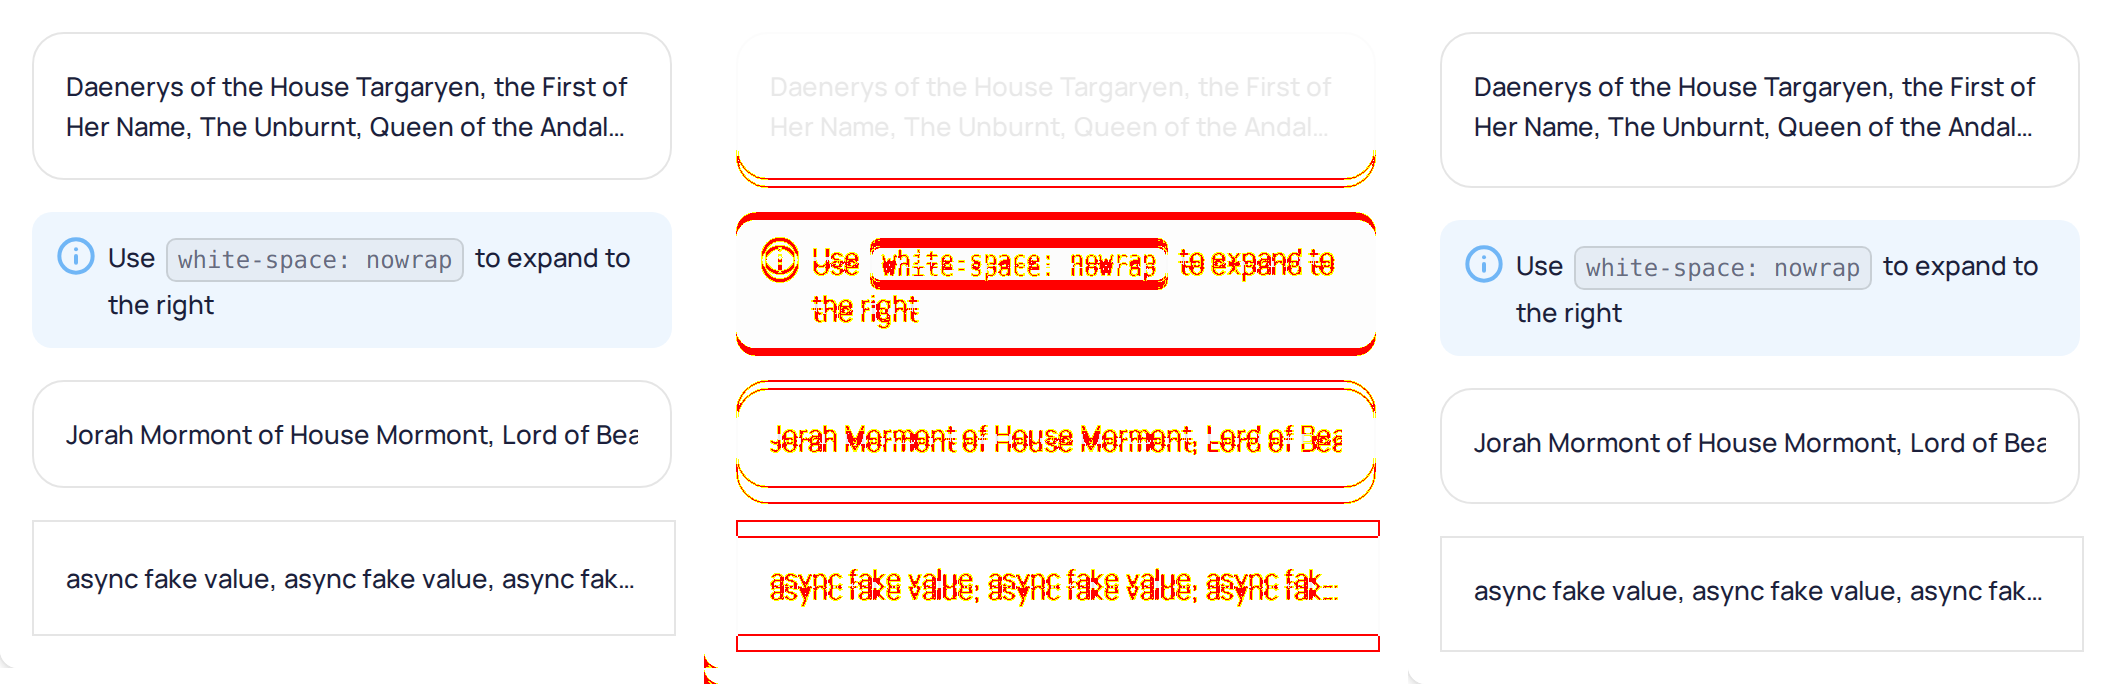 Daenerys of the House Targaryen, the First of
Her Name, The Unburnt, Queen of the Andal...
Use white-space: nowrap to expand to
the right
Jorah Mormont of House Mormont, Lord of Bea
async fake value, async fake value, async fak...
Daenerys of the House Targaryen, the First of
Her Name, The Unburnt, Queen of the Andal...
Use white-space: nowrap to expand to
the right
Jorah Mormont of House Mormont, Lord of Bea
async fake value, async fake value, async fak...
Daenerys of the House Targaryen, the First of
Her Name, The Unburnt, Queen of the Andal...
Use white-space: nowrap to expand to
the right
Jorah Mormont of House Mormont, Lord of Bea
async fake value, async fake value, async fak...